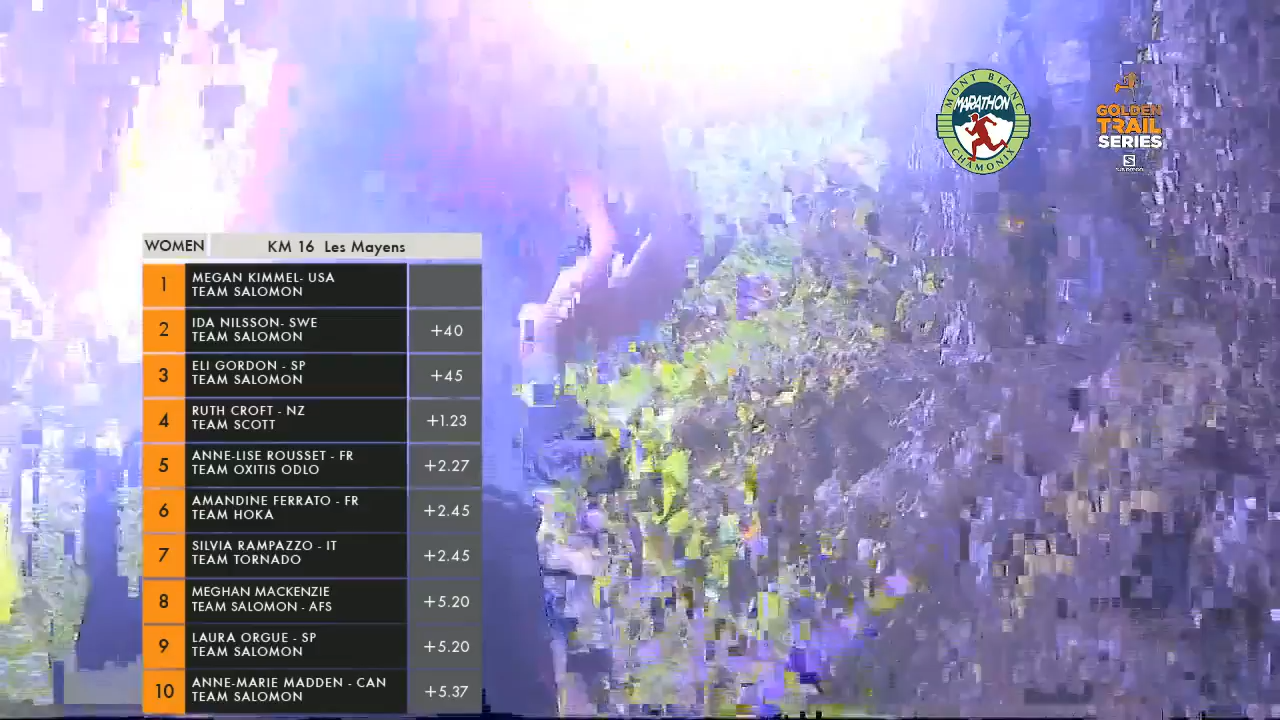 MONT BLANC
MARATHON
CHAMONIX
GOLDEN
TRAIL
SERIES
S
WOMEN KM 16 Les Mayens
1 MEGAN KIMMEL- USA
TEAM SALOMON
2 IDA NILSSON- SWE +40
TEAM SALOMON
3 ELI GORDON - SP +45
TEAM SALOMON
4 RUTH CROFT - NZ +1.23
TEAM SCOTT
5 ANNE-LISE ROUSSET - FR +2.27
TEAM OXITIS ODLO
6 AMANDINE FERRATO - FR +2.45
TEAM HOKA
7 SILVIA RAMPAZZO - IT +2.45
TEAM TORNADO
8 MEGHAN MACKENZIE +5.20
TEAM SALOMON - AFS
9 LAURA ORGUE - SP +5.20
TEAM SALOMON
10 ANNE-MARIE MADDEN - CAN +5.37
TEAM SALOMON